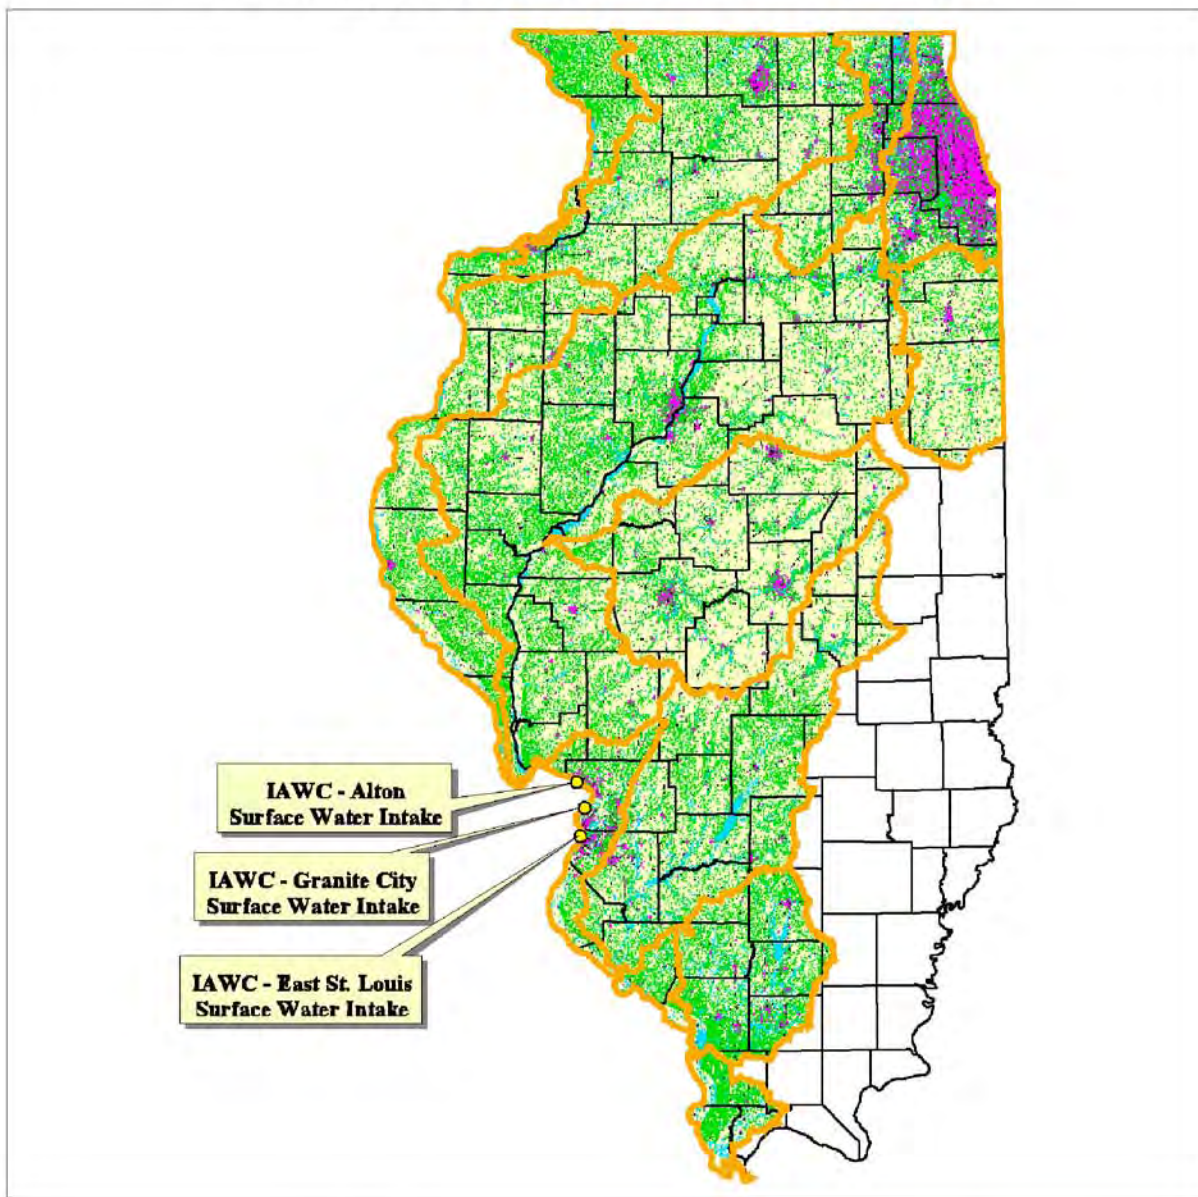 IAWC - Alton
Surface Water Intake
IAWC - Granite City
Surface Water Intake
IAWC - East St. Louis
Surface Water Intake